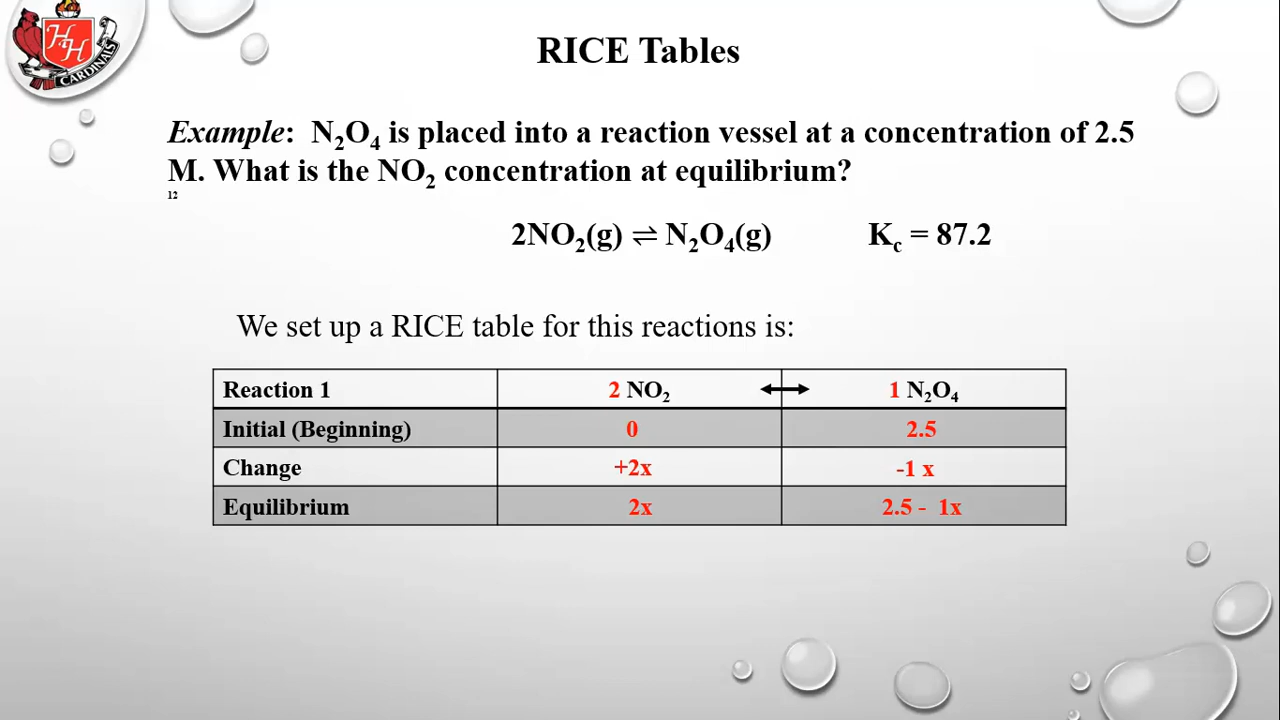 HH
CARDINALS
RICE Tables
Example: N₂O₄ is placed into a reaction vessel at a concentration of 2.5
M. What is the NO₂ concentration at equilibrium?
12
2NO₂(g) ⇌ N₂O₄(g) K꜀ = 87.2
We set up a RICE table for this reactions is:
Reaction 1 2 NO₂ ↔ 1 N₂O₄
Initial (Beginning) 0 2.5
Change +2x -1 x
Equilibrium 2x 2.5 - 1x